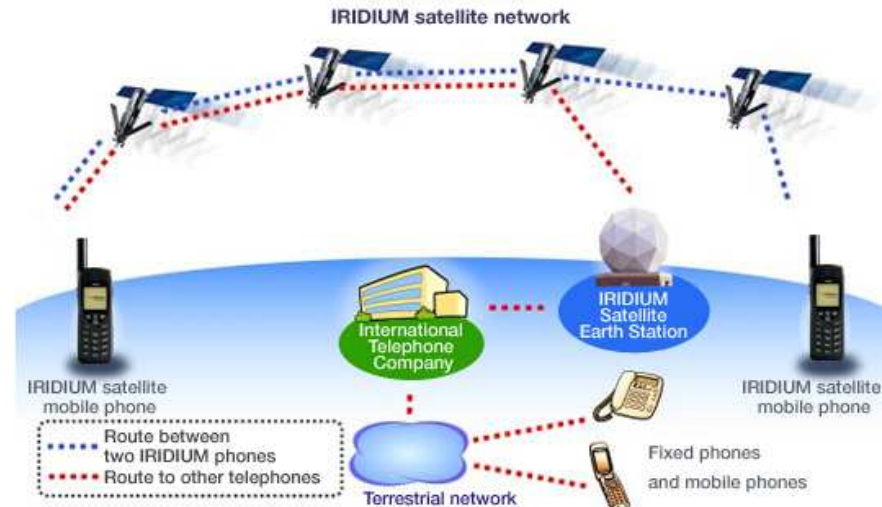 IRIDIUM satellite network
International
Telephone
Company
IRIDIUM
Satellite
Earth Station
IRIDIUM satellite
mobile phone
IRIDIUM satellite
mobile phone
Route between
two IRIDIUM phones
Route to other telephones
Terrestrial network
Fixed phones
and mobile phones